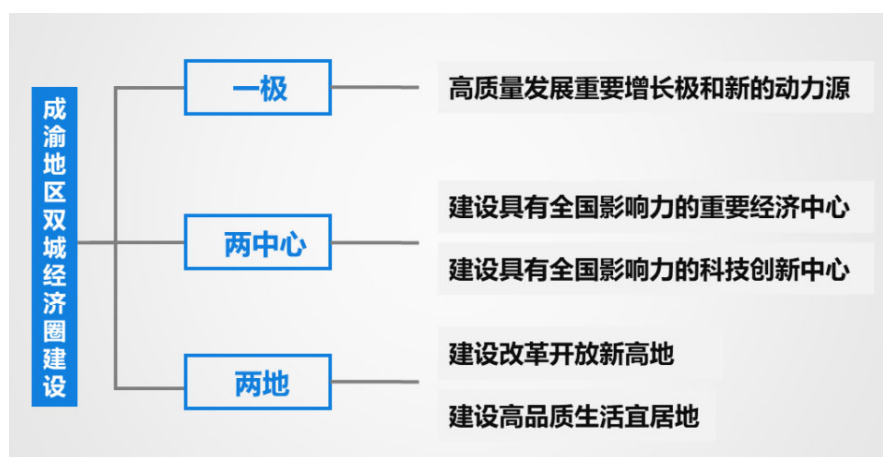 成渝地区双城经济圈建设
一极
高质量发展重要增长极和新的动力源
两中心
建设具有全国影响力的重要经济中心
建设具有全国影响力的科技创新中心
两地
建设改革开放新高地
建设高品质生活宜居地